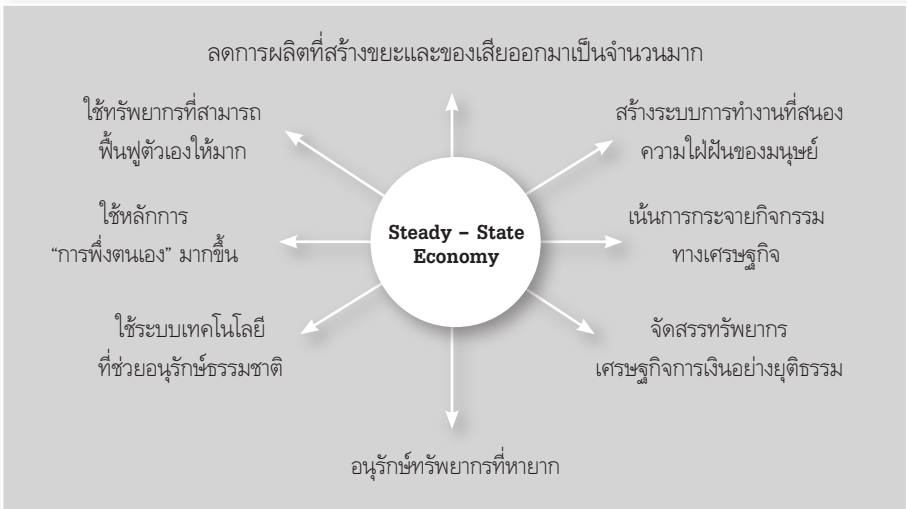 ลดการผลิตที่สร้างขยะและของเสียออกมาเป็นจำนวนมาก
ใช้ทรัพยากรที่สามารถ
ฟื้นฟูตัวเองให้มาก
สร้างระบบการทำงานที่สนอง
ความใฝ่ฝันของมนุษย์
ใช้หลักการ
“การพึ่งตนเอง” มากขึ้น
Steady – State
Economy
เน้นการกระจายกิจกรรม
ทางเศรษฐกิจ
ใช้ระบบเทคโนโลยี
ที่ช่วยอนุรักษ์ธรรมชาติ
จัดสรรทรัพยากร
เศรษฐกิจการเงินอย่างยุติธรรม
อนุรักษ์ทรัพยากรที่หายาก